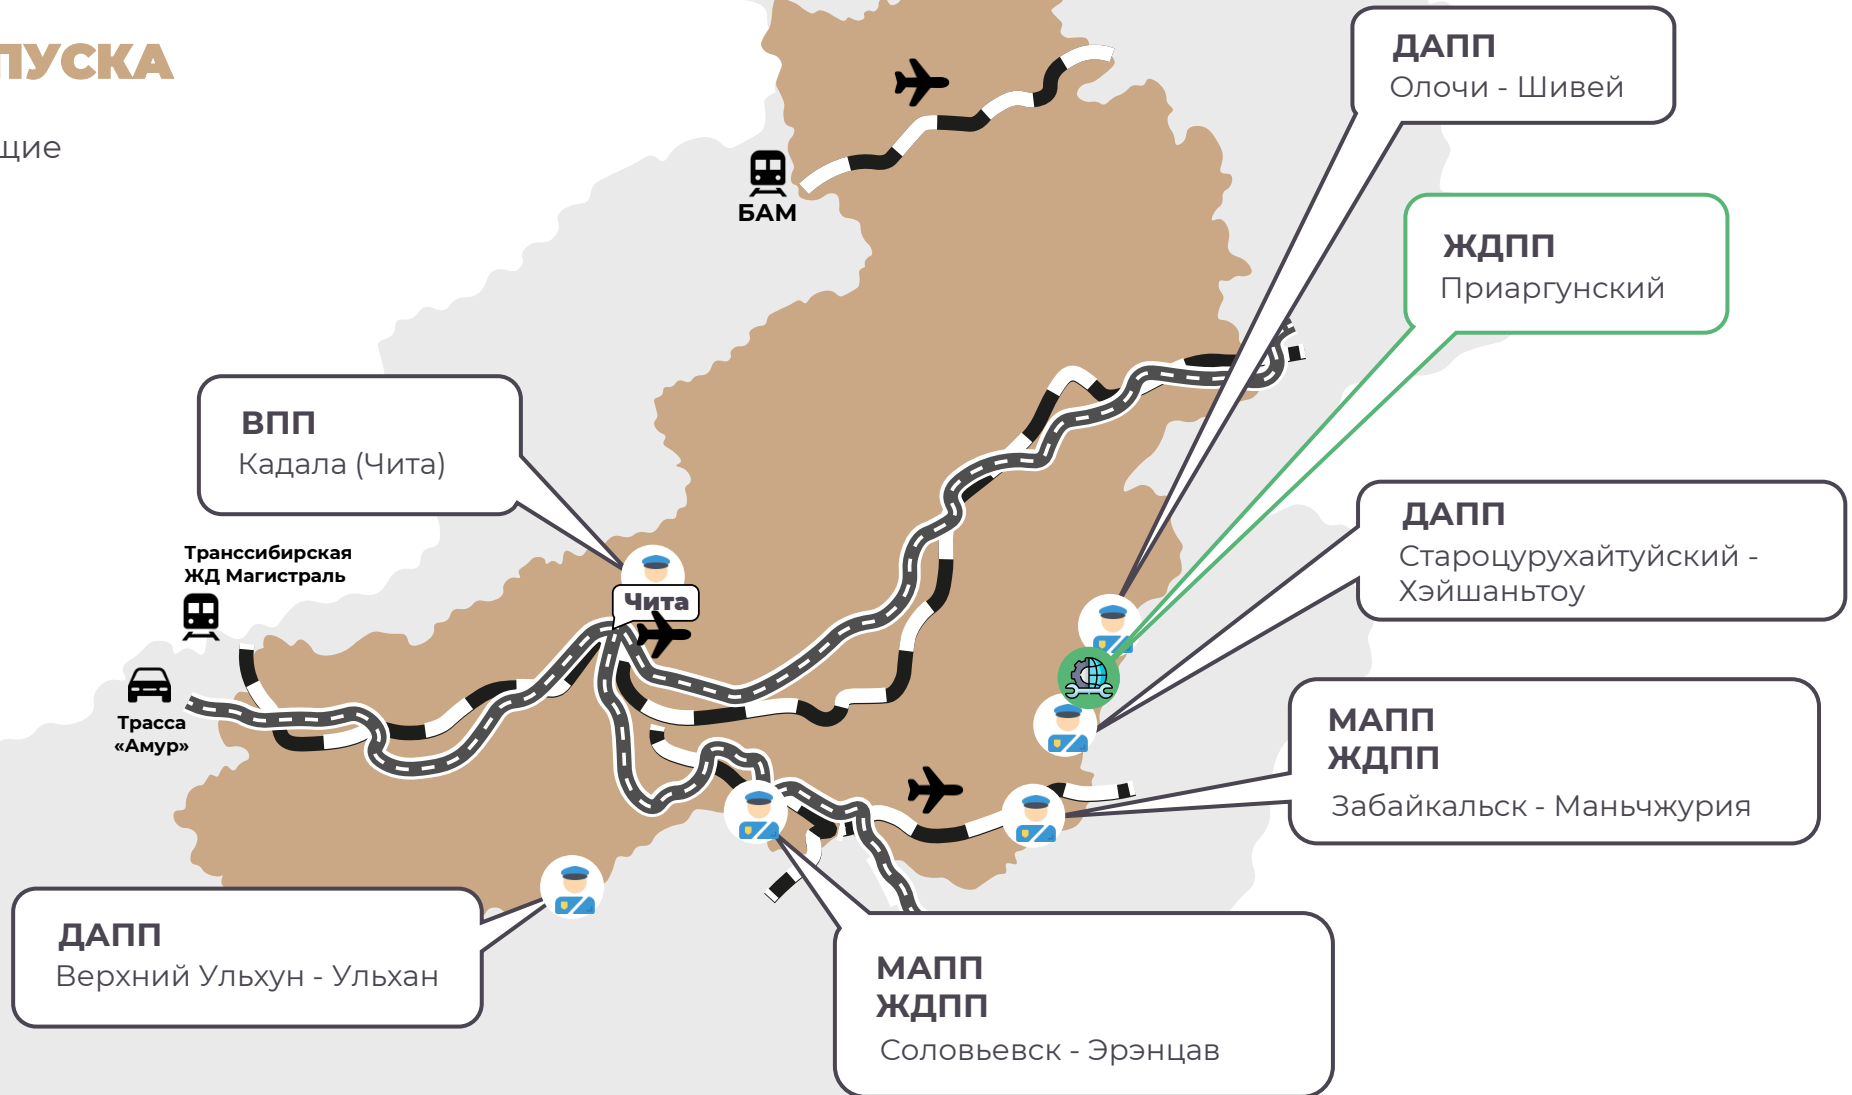 ПУСКА
щие
ДАПП
Олочи - Шивей
БАМ
ЖДПП
Приаргунский
ВПП
Кадала (Чита)
ДАПП
Староцурухайтуйский -
Хэйшаньтоу
Транссибирская
ЖД Магистраль
Чита
Трасса
«Амур»
МАПП
ЖДПП
Забайкальск - Маньчжурия
ДАПП
Верхний Ульхун - Ульхан
МАПП
ЖДПП
Соловьевск - Эрэнцав